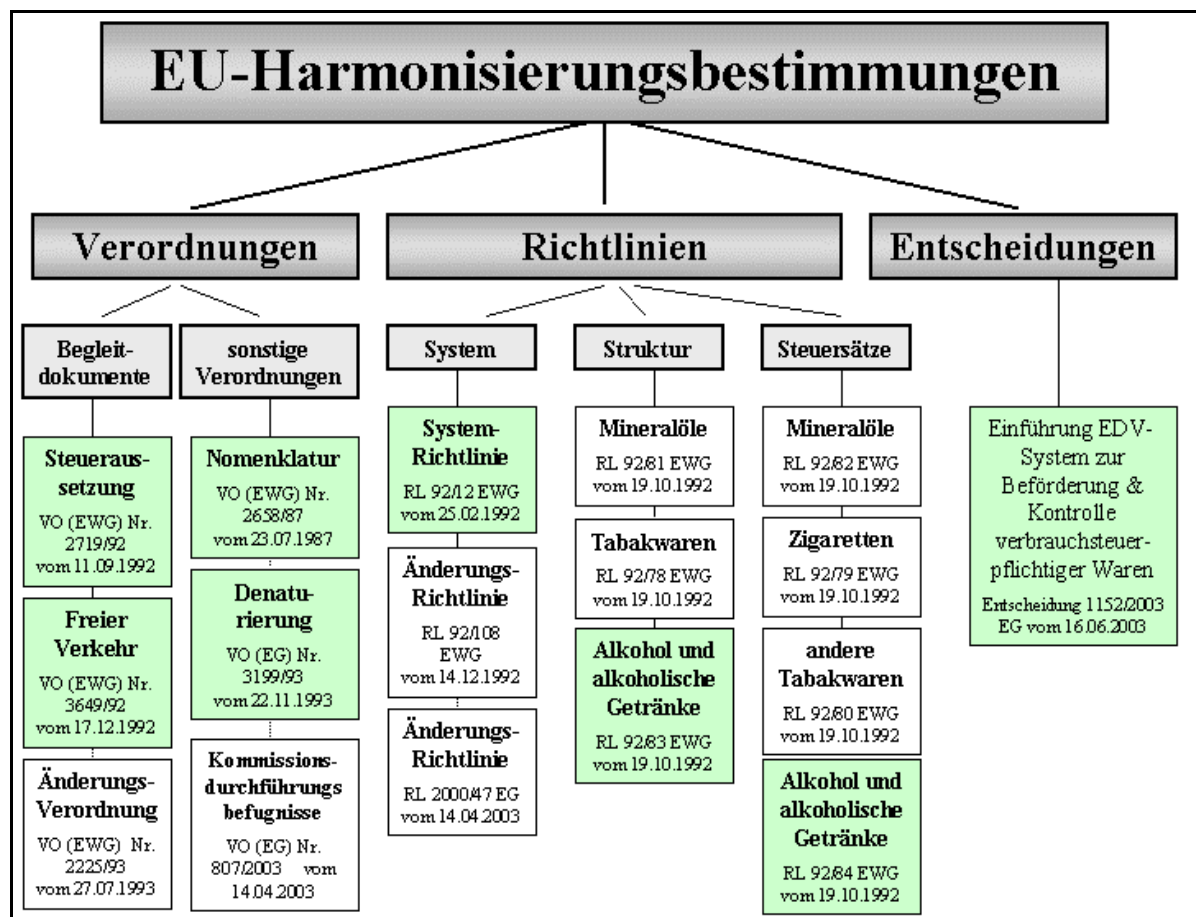 EU-Harmonisierungsbestimmungen
Verordnungen
Richtlinien
Entscheidungen
Begleit-
dokumente
sonstige
Verordnungen
System
Struktur
Steuersätze
Steueraus-
setzung
VO (EWG) Nr.
2719/92
vom 11.09.1992
Freier
Verkehr
VO (EWG) Nr.
3649/92
vom 17.12.1992
Änderungs-
Verordnung
VO (EWG) Nr.
2225/93
vom 27.07.1993
Nomenklatur
VO (EWG) Nr.
2658/87
vom 23.07.1987
Denatu-
rierung
VO (EG) Nr.
3199/93
vom 22.11.1993
Kommissions-
durchführungs
befugnisse
VO (EG) Nr.
807/2003 vom
14.04.2003
System-
Richtlinie
RL 92/12 EWG
vom 25.02.1992
Änderungs-
Richtlinie
RL 92/108
EWG
vom 14.12.1992
Änderungs-
Richtlinie
RL 2000/47 EG
vom 14.04.2003
Mineralöle
RL 92/81 EWG
vom 19.10.1992
Tabakwaren
RL 92/78 EWG
vom 19.10.1992
Alkohol und
alkoholische
Getränke
RL 92/83 EWG
vom 19.10.1992
Mineralöle
RL 92/82 EWG
vom 19.10.1992
Zigaretten
RL 92/79 EWG
vom 19.10.1992
andere
Tabakwaren
RL 92/80 EWG
vom 19.10.1992
Alkohol und
alkoholische
Getränke
RL 92/84 EWG
vom 19.10.1992
Einführung EDV-
System zur
Beförderung &
Kontrolle
verbrauchsteuer-
pflichtiger Waren
Entscheidung 1152/2003
EG vom 16.06.2003